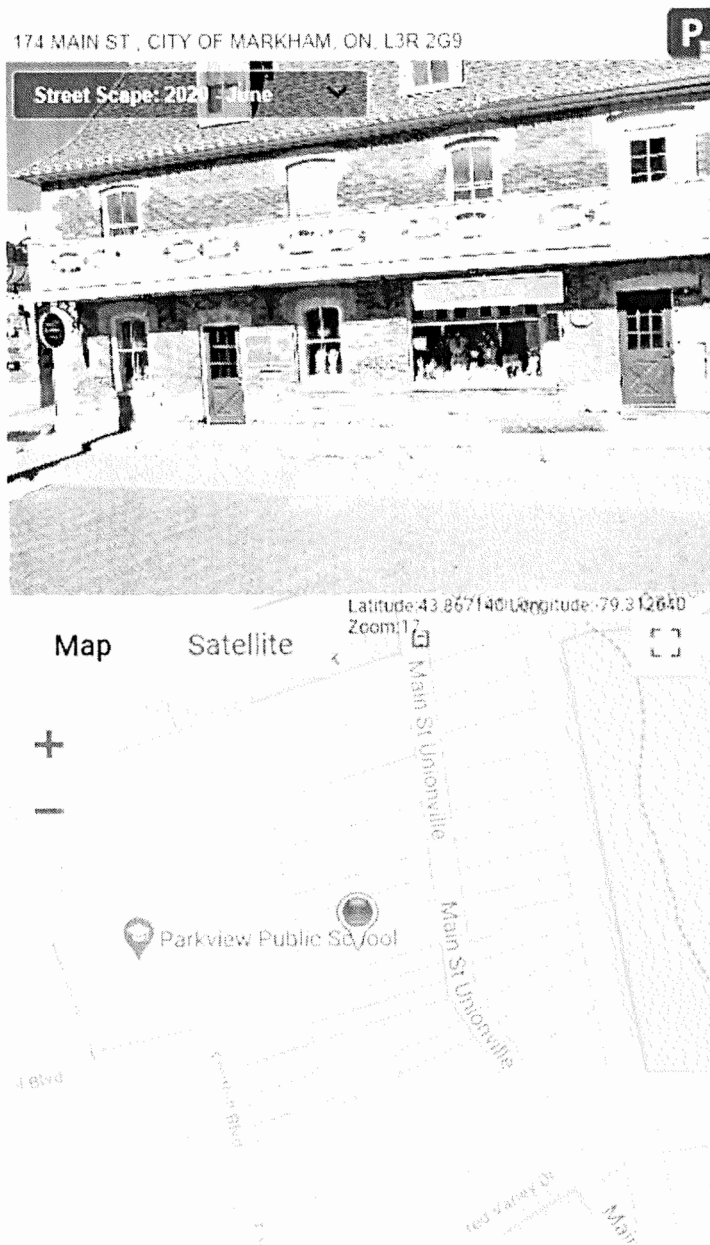 174 MAIN ST , CITY OF MARKHAM, ON, L3R 2G9
P
Street Scape: 2020 - June
Latitude:43.867140 Longitude:-79.312640
Zoom:17
Map
Satellite
Main St Unionville
+
−
Parkview Public School
Main St Unionville
Blvd
Blvd